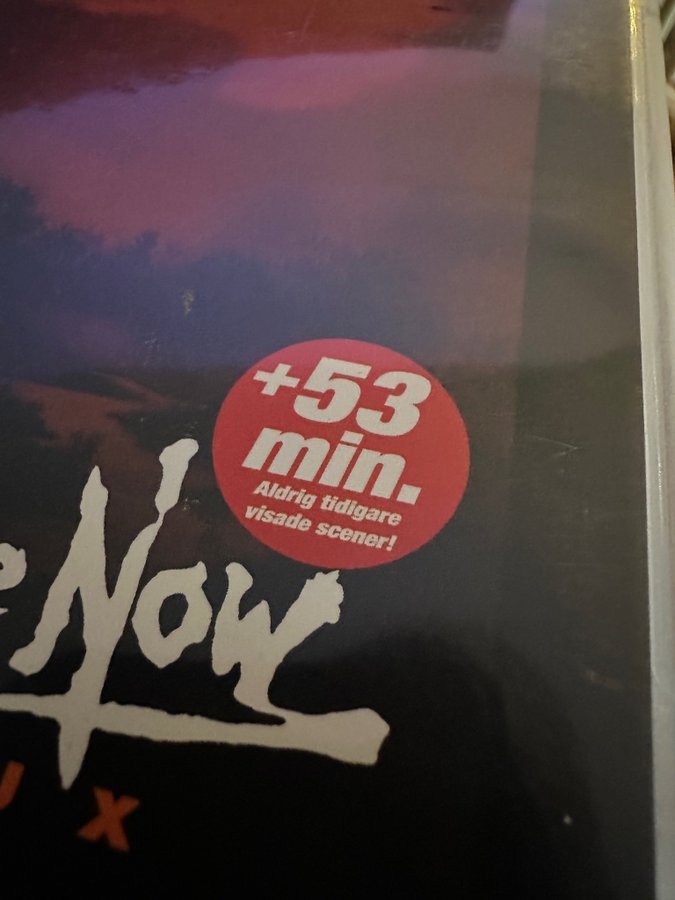 +53
min.
Aldrig tidigare
visade scener!
e Now
U X